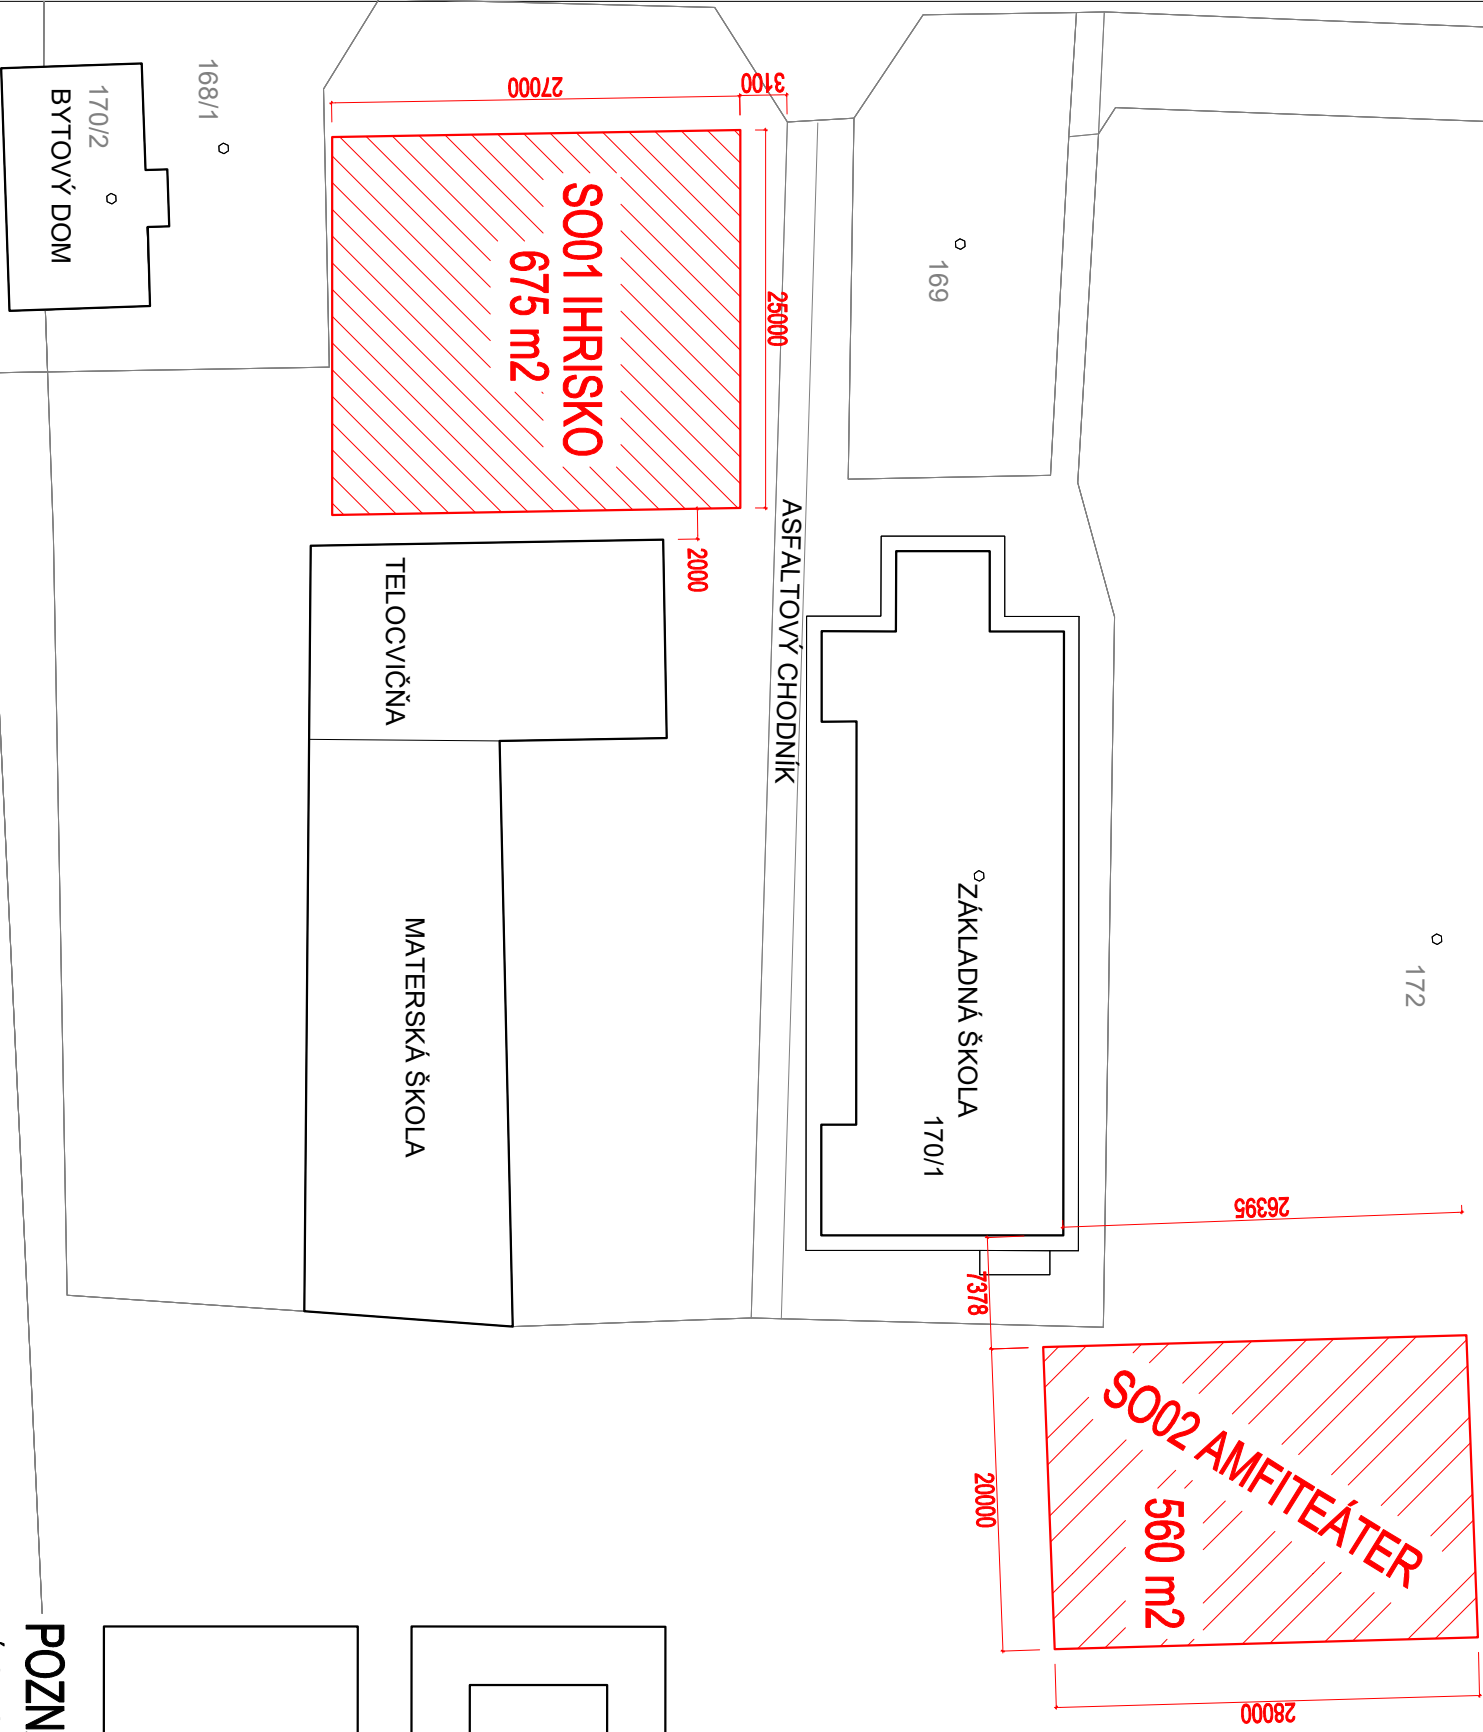 168/1
170/2
BYTOVÝ DOM
27000
3100
25000
SO01 IHRISKO
675 m2
2000
169
ASFALTOVÝ CHODNÍK
TELOCVIČŇA
MATERSKÁ ŠKOLA
ZÁKLADNÁ ŠKOLA
170/1
172
26395
7378
20000
SO02 AMFITEÁTER
560 m2
28000
POZN